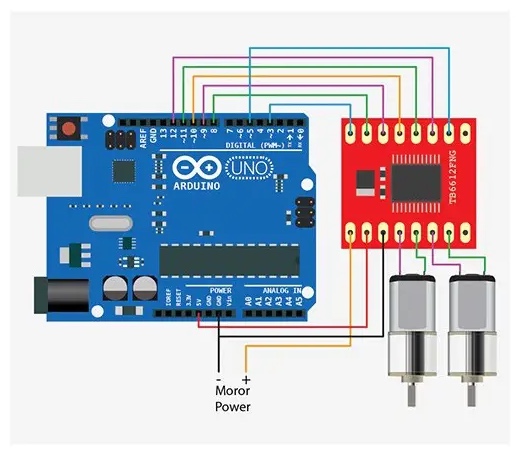 AREF
GND
13
12
~11
~10
~9
8
7
~6
~5
4
~3
2
TX→1
RX←0
DIGITAL (PWM~)
UNO
ARDUINO
TB6612FNG
POWER
ANALOG IN
IOREF
RESET
3.3V
5V
GND
GND
Vin
A0
A1
A2
A3
A4
A5
- +
Moror
Power